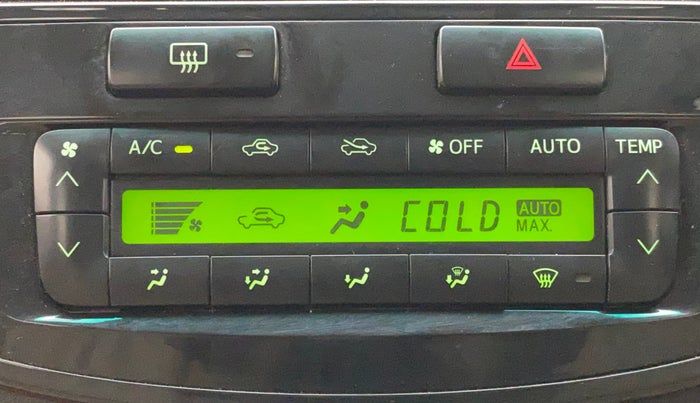 A/C OFF AUTO TEMP
COLD AUTO
MAX.